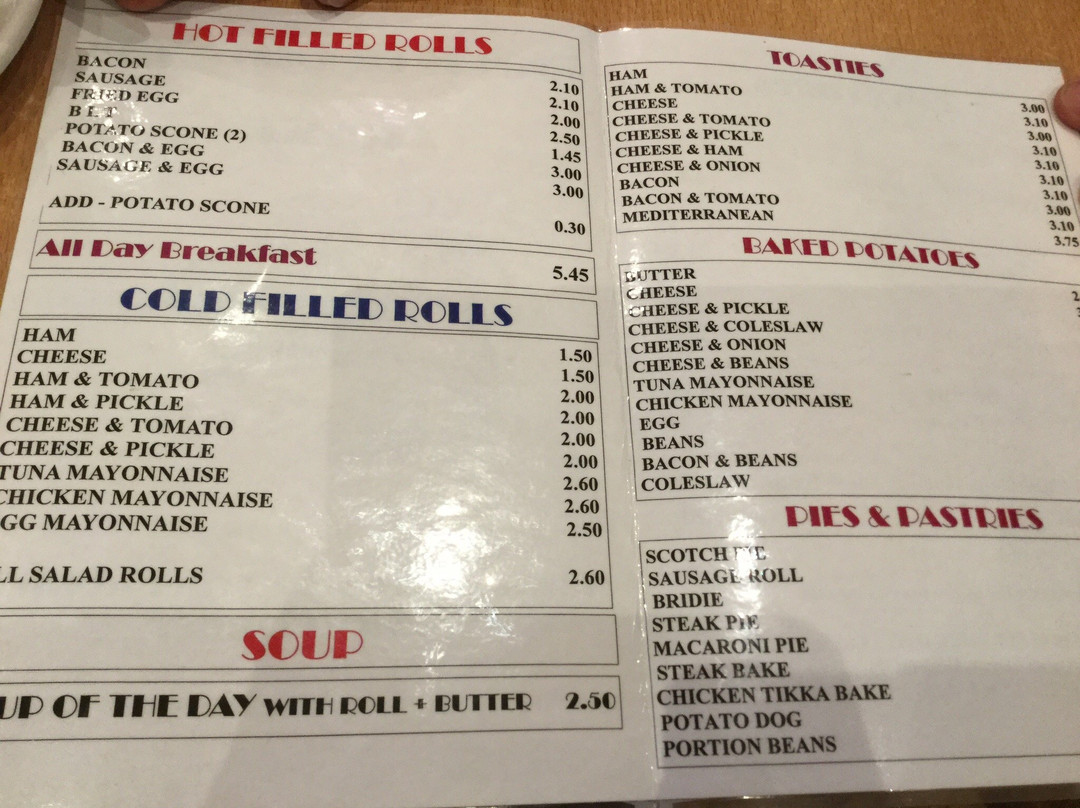 HOT FILLED ROLLS
BACON 2.10
SAUSAGE 2.10
FRIED EGG 2.00
B L T 2.50
POTATO SCONE (2) 1.45
BACON & EGG 3.00
SAUSAGE & EGG 3.00
ADD - POTATO SCONE 0.30
All Day Breakfast 5.45
COLD FILLED ROLLS
HAM 1.50
CHEESE 1.50
HAM & TOMATO 2.00
HAM & PICKLE 2.00
CHEESE & TOMATO 2.00
CHEESE & PICKLE 2.00
TUNA MAYONNAISE 2.60
CHICKEN MAYONNAISE 2.60
GG MAYONNAISE 2.50
LL SALAD ROLLS 2.60
SOUP
UP OF THE DAY WITH ROLL + BUTTER 2.50
TOASTIES
HAM 3.00
HAM & TOMATO 3.10
CHEESE 3.00
CHEESE & TOMATO 3.10
CHEESE & PICKLE 3.10
CHEESE & HAM 3.10
CHEESE & ONION 3.10
BACON 3.00
BACON & TOMATO 3.10
MEDITERRANEAN 3.75
BAKED POTATOES
BUTTER
CHEESE
CHEESE & PICKLE
CHEESE & COLESLAW
CHEESE & ONION
CHEESE & BEANS
TUNA MAYONNAISE
CHICKEN MAYONNAISE
EGG
BEANS
BACON & BEANS
COLESLAW
PIES & PASTRIES
SCOTCH PIE
SAUSAGE ROLL
BRIDIE
STEAK PIE
MACARONI PIE
STEAK BAKE
CHICKEN TIKKA BAKE
POTATO DOG
PORTION BEANS